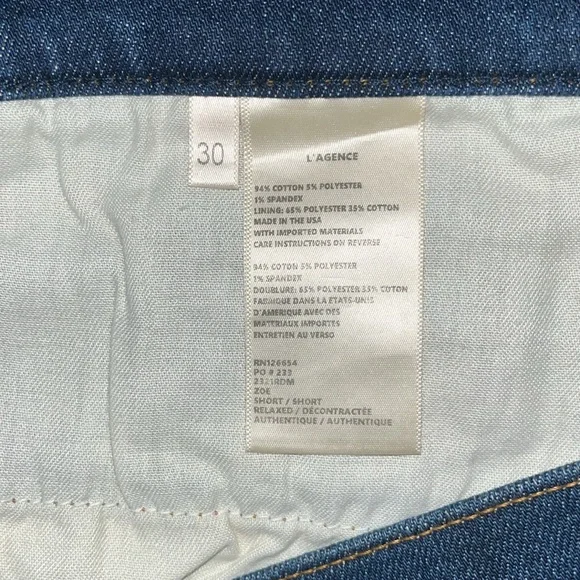 30
L'AGENCE
94% COTTON 5% POLYESTER
1% SPANDEX
LINING: 65% POLYESTER 35% COTTON
MADE IN THE USA
WITH IMPORTED MATERIALS
CARE INSTRUCTIONS ON REVERSE
94% COTON 5% POLYESTER
1% SPANDEX
DOUBLURE: 65% POLYESTER 35% COTON
FABRIQUE DANS LA ETATS-UNIS
D'AMERIQUE AVEC DES
MATERIAUX IMPORTES
ENTRETIEN AU VERSO
RN126654
PO # 233
2321RDM
ZOE
SHORT / SHORT
RELAXED / DÉCONTRACTÉE
AUTHENTIQUE / AUTHENTIQUE